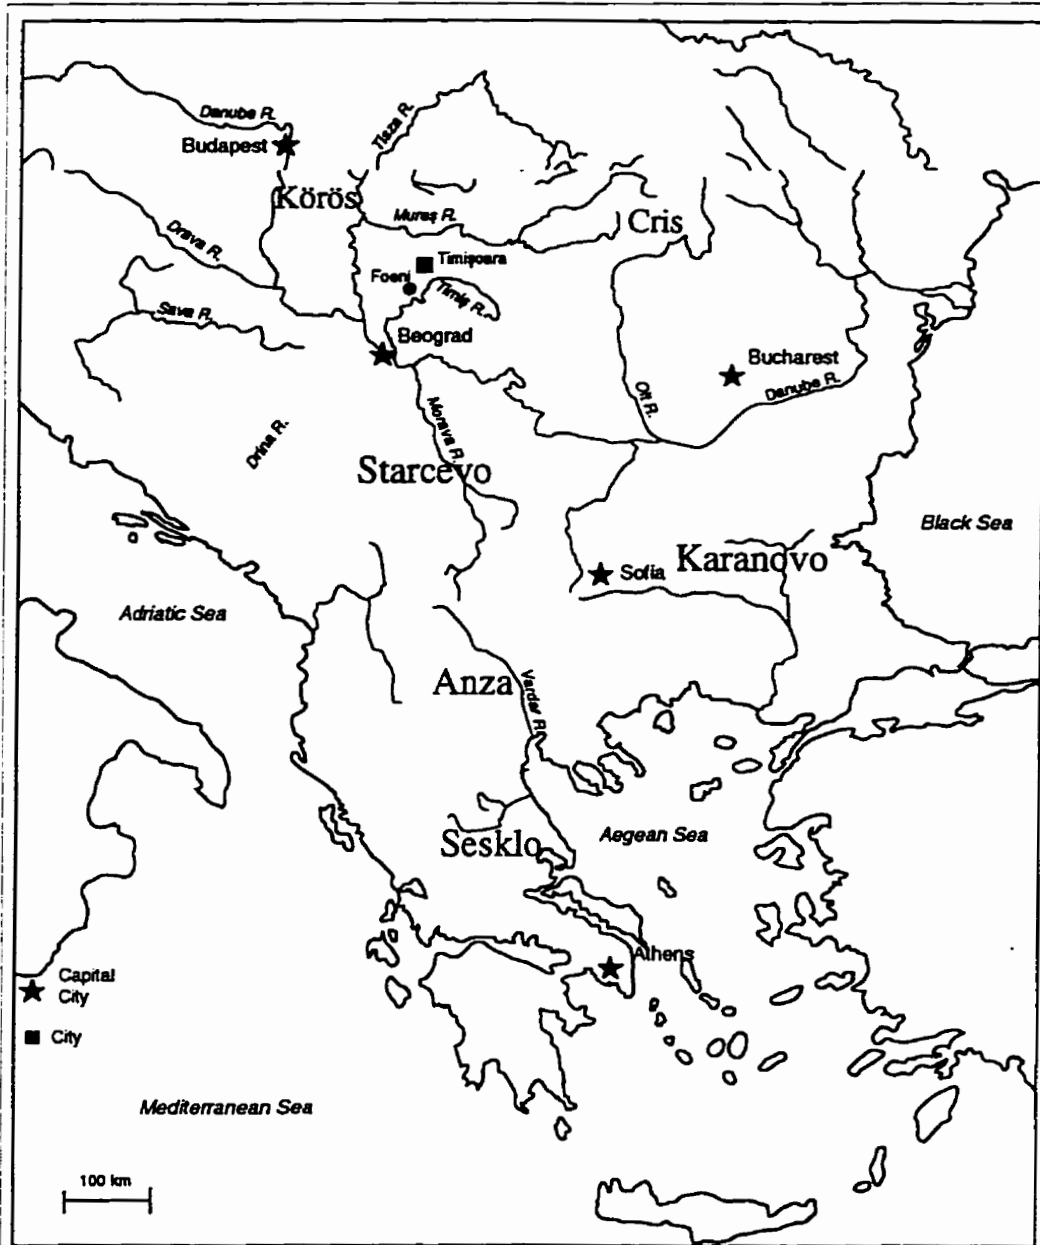 Danube R.
Budapest
Tisza R.
Körös
Mureş R.
Cris
Drava R.
Timişoara
Foeni
Timiş R.
Sava R.
Beograd
Bucharest
Danube R.
Olt R.
Morava R.
Drina R.
Starcevo
Black Sea
Karanovo
Sofia
Adriatic Sea
Anza
Vardar R.
Aegean Sea
Sesklo
Athens
Capital
City
City
Mediterranean Sea
100 km